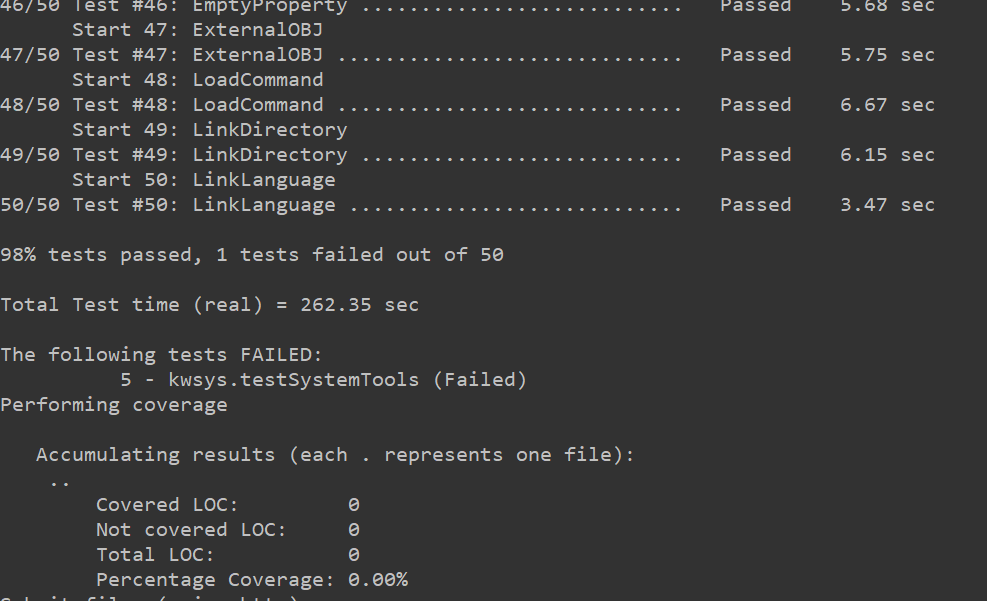 46/50 Test #46: EmptyProperty ........................... Passed 5.68 sec
Start 47: ExternalOBJ
47/50 Test #47: ExternalOBJ ............................. Passed 5.75 sec
Start 48: LoadCommand
48/50 Test #48: LoadCommand ............................. Passed 6.67 sec
Start 49: LinkDirectory
49/50 Test #49: LinkDirectory ........................... Passed 6.15 sec
Start 50: LinkLanguage
50/50 Test #50: LinkLanguage ............................ Passed 3.47 sec
98% tests passed, 1 tests failed out of 50
Total Test time (real) = 262.35 sec
The following tests FAILED:
5 - kwsys.testSystemTools (Failed)
Performing coverage
Accumulating results (each . represents one file):
..
Covered LOC: 0
Not covered LOC: 0
Total LOC: 0
Percentage Coverage: 0.00%